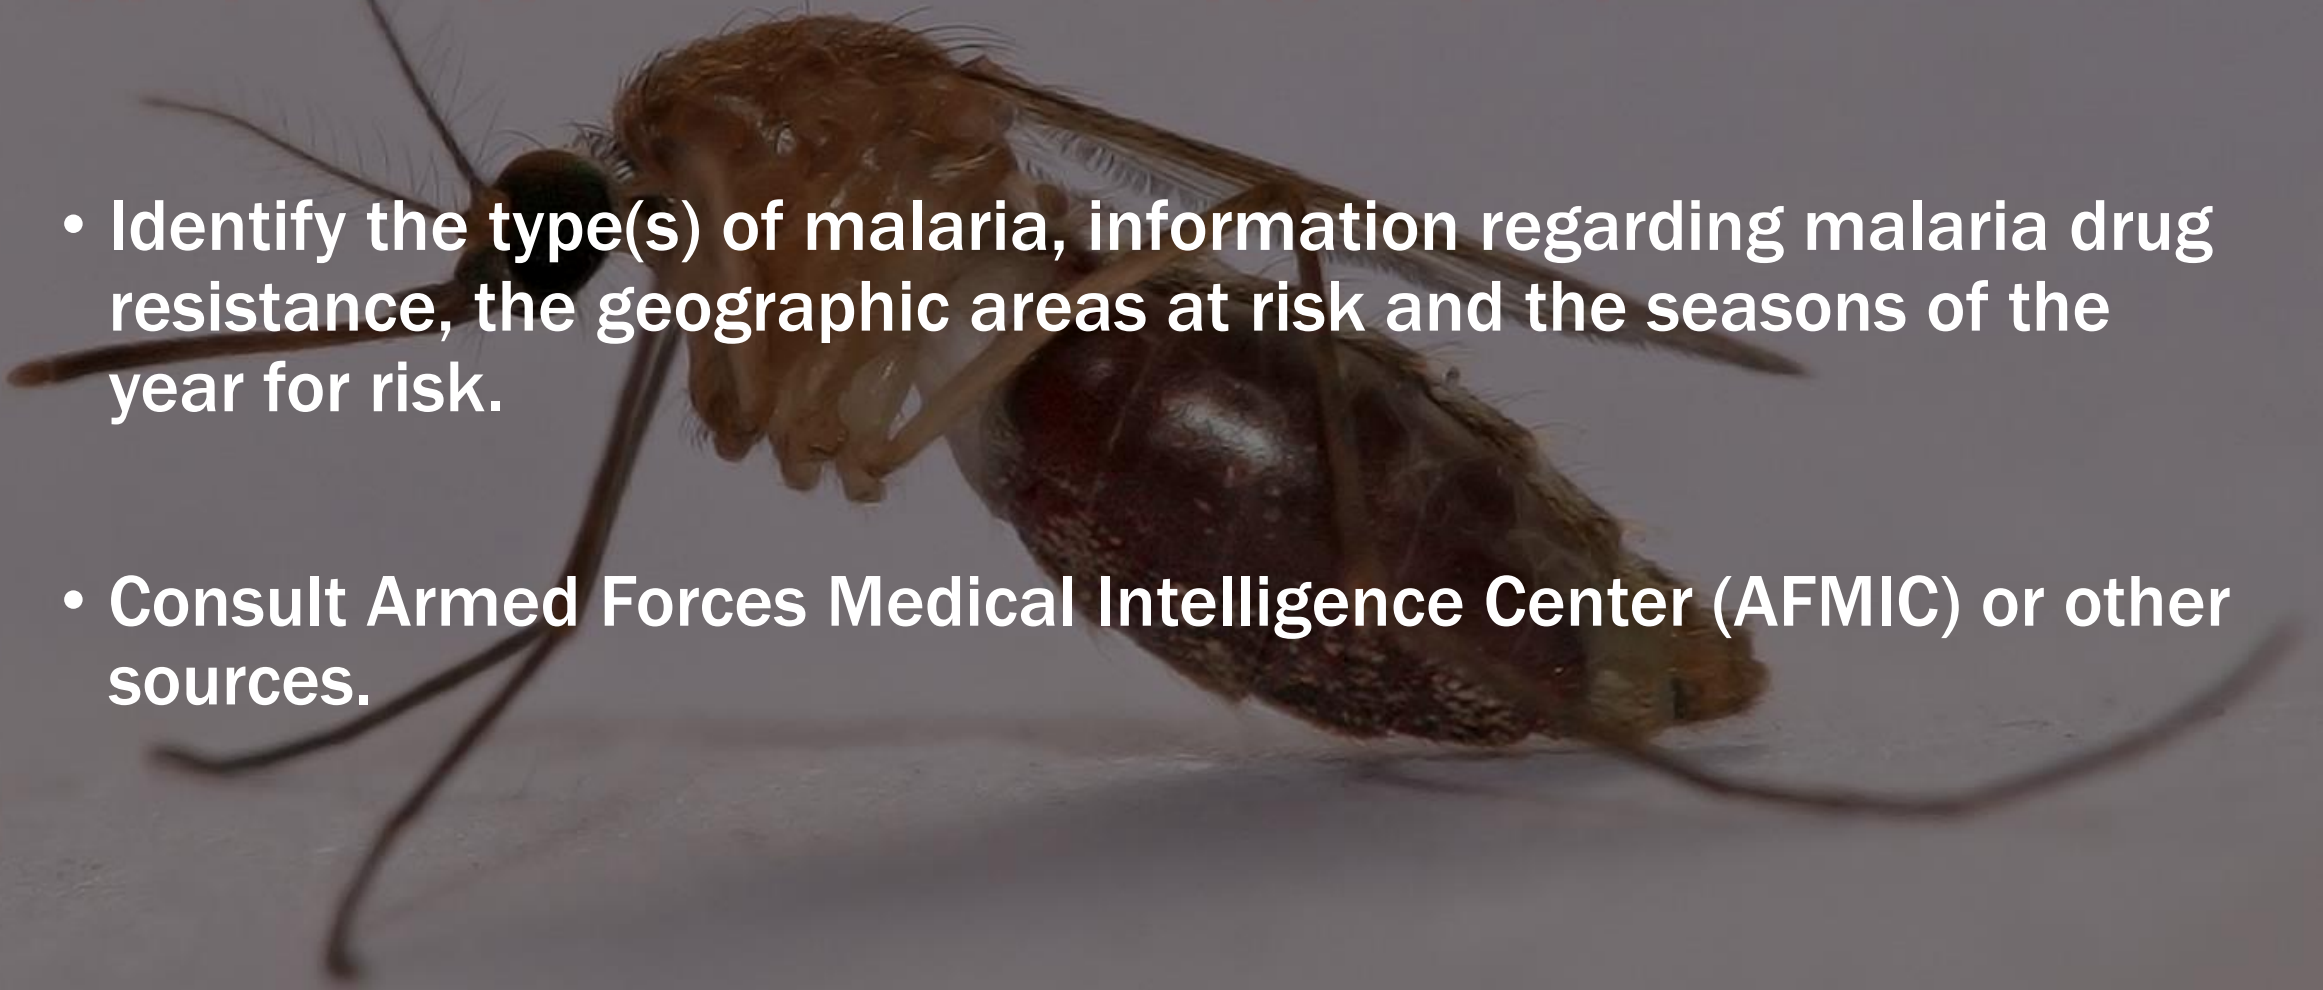 • Identify the type(s) of malaria, information regarding malaria drug
resistance, the geographic areas at risk and the seasons of the
year for risk.
• Consult Armed Forces Medical Intelligence Center (AFMIC) or other
sources.